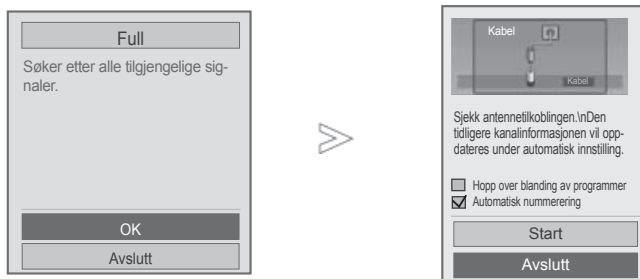 Full
Søker etter alle tilgjengelige sig-
naler.
OK
Avslutt
Kabel
Kabel
Sjekk antennetilkoblingen.\nDen
tidligere kanalinformasjonen vil opp-
dateres under automatisk innstilling.
Hopp over blanding av programmer
Automatisk nummerering
Start
Avslutt